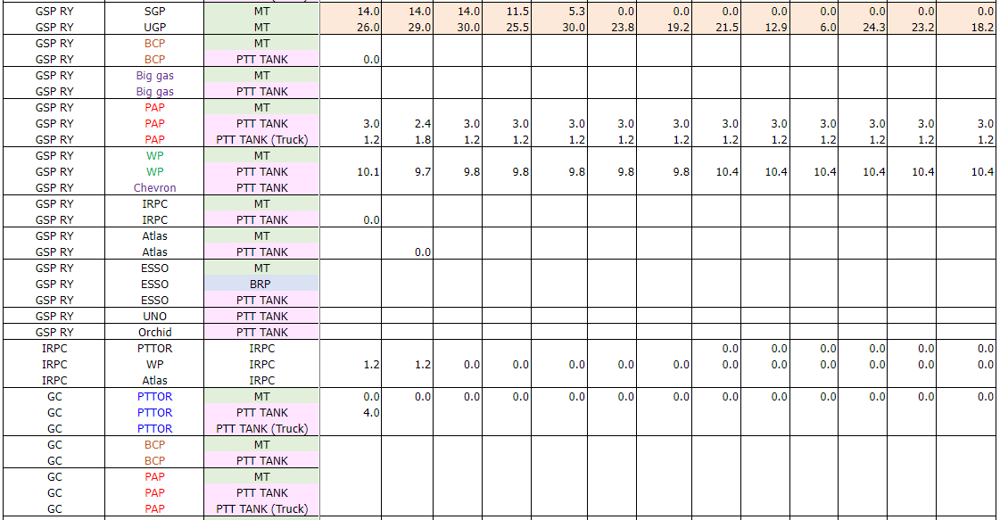 GSP RY SGP MT 14.0 14.0 14.0 11.5 5.3 0.0 0.0 0.0 0.0 0.0 0.0 0.0 0.0
GSP RY UGP MT 26.0 29.0 30.0 25.5 30.0 23.8 19.2 21.5 12.9 6.0 24.3 23.2 18.2
GSP RY BCP MT
GSP RY BCP PTT TANK 0.0
GSP RY Big gas MT
GSP RY Big gas PTT TANK
GSP RY PAP MT
GSP RY PAP PTT TANK 3.0 2.4 3.0 3.0 3.0 3.0 3.0 3.0 3.0 3.0 3.0 3.0 3.0
GSP RY PAP PTT TANK (Truck) 1.2 1.8 1.2 1.2 1.2 1.2 1.2 1.2 1.2 1.2 1.2 1.2 1.2
GSP RY WP MT
GSP RY WP PTT TANK 10.1 9.7 9.8 9.8 9.8 9.8 9.8 10.4 10.4 10.4 10.4 10.4 10.4
GSP RY Chevron PTT TANK
GSP RY IRPC MT
GSP RY IRPC PTT TANK 0.0
GSP RY Atlas MT
GSP RY Atlas PTT TANK 0.0
GSP RY ESSO MT
GSP RY ESSO BRP
GSP RY ESSO PTT TANK
GSP RY UNO PTT TANK
GSP RY Orchid PTT TANK
IRPC PTTOR IRPC 0.0 0.0 0.0 0.0 0.0 0.0
IRPC WP IRPC 1.2 1.2 0.0 0.0 0.0 0.0 0.0 0.0 0.0 0.0 0.0 0.0 0.0
IRPC Atlas IRPC
GC PTTOR MT 0.0 0.0 0.0 0.0 0.0 0.0 0.0 0.0 0.0 0.0 0.0 0.0 0.0
GC PTTOR PTT TANK 4.0
GC PTTOR PTT TANK (Truck)
GC BCP MT
GC BCP PTT TANK
GC PAP MT
GC PAP PTT TANK
GC PAP PTT TANK (Truck)